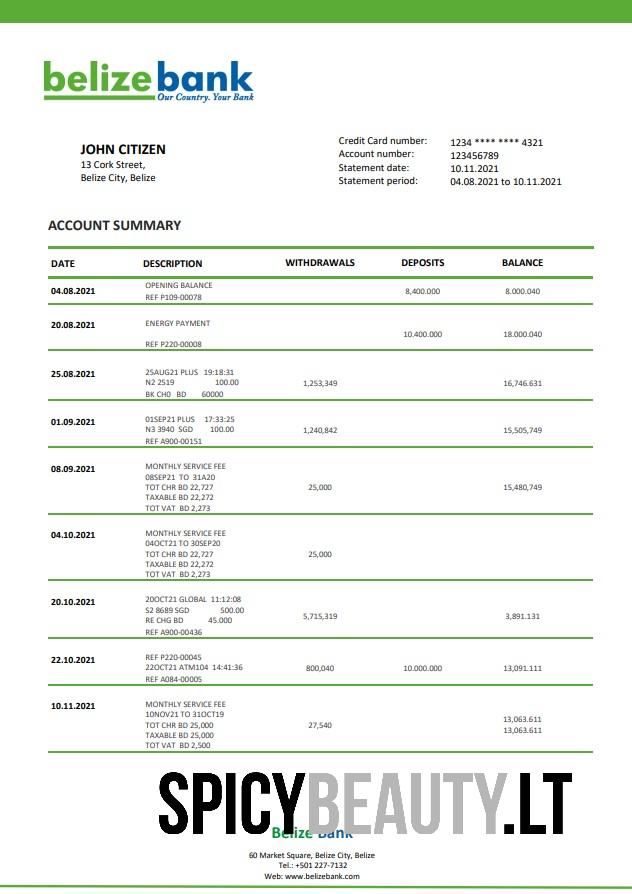 belizebank
Our Country. Your Bank
JOHN CITIZEN
13 Cork Street,
Belize City, Belize
Credit Card number: 1234 **** **** 4321
Account number: 123456789
Statement date: 10.11.2021
Statement period: 04.08.2021 to 10.11.2021
ACCOUNT SUMMARY
DATE DESCRIPTION WITHDRAWALS DEPOSITS BALANCE
04.08.2021 OPENING BALANCE 8,400.000 8.000.040
REF P109-00078
20.08.2021 ENERGY PAYMENT
10.400.000 18.000.040
REF P220-00008
25.08.2021 25AUG21 PLUS 19:18:31
N2 2519 100.00 1,253,349 16,746.631
BK CH0 BD 60000
01.09.2021 01SEP21 PLUS 17:33:25
N3 3940 SGD 100.00 1,240,842 15,505,749
REF A900-00151
08.09.2021 MONTHLY SERVICE FEE
08SEP21 TO 31A20
TOT CHR BD 22,727 25,000 15,480,749
TAXABLE BD 22,272
TOT VAT BD 2,273
04.10.2021 MONTHLY SERVICE FEE
04OCT21 TO 30SEP20
TOT CHR BD 22,727 25,000
TAXABLE BD 22,272
TOT VAT BD 2,273
20.10.2021 20OCT21 GLOBAL 11:12:08
S2 8689 SGD 500.00
RE CHG BD 45.000 5,715,319 3,891.131
REF A900-00436
22.10.2021 REF P220-00045
22OCT21 ATM104 14:41:36 800,040 10.000.000 13,091.111
REF A084-00005
10.11.2021 MONTHLY SERVICE FEE
10NOV21 TO 31OCT19 13,063.611
TOT CHR BD 25,000 27,540 13,063.611
TAXABLE BD 25,000
TOT VAT BD 2,500
SPICYBEAUTY.LT
Belize Bank
60 Market Square, Belize City, Belize
Tel.: +501 227-7132
Web: www.belizebank.com